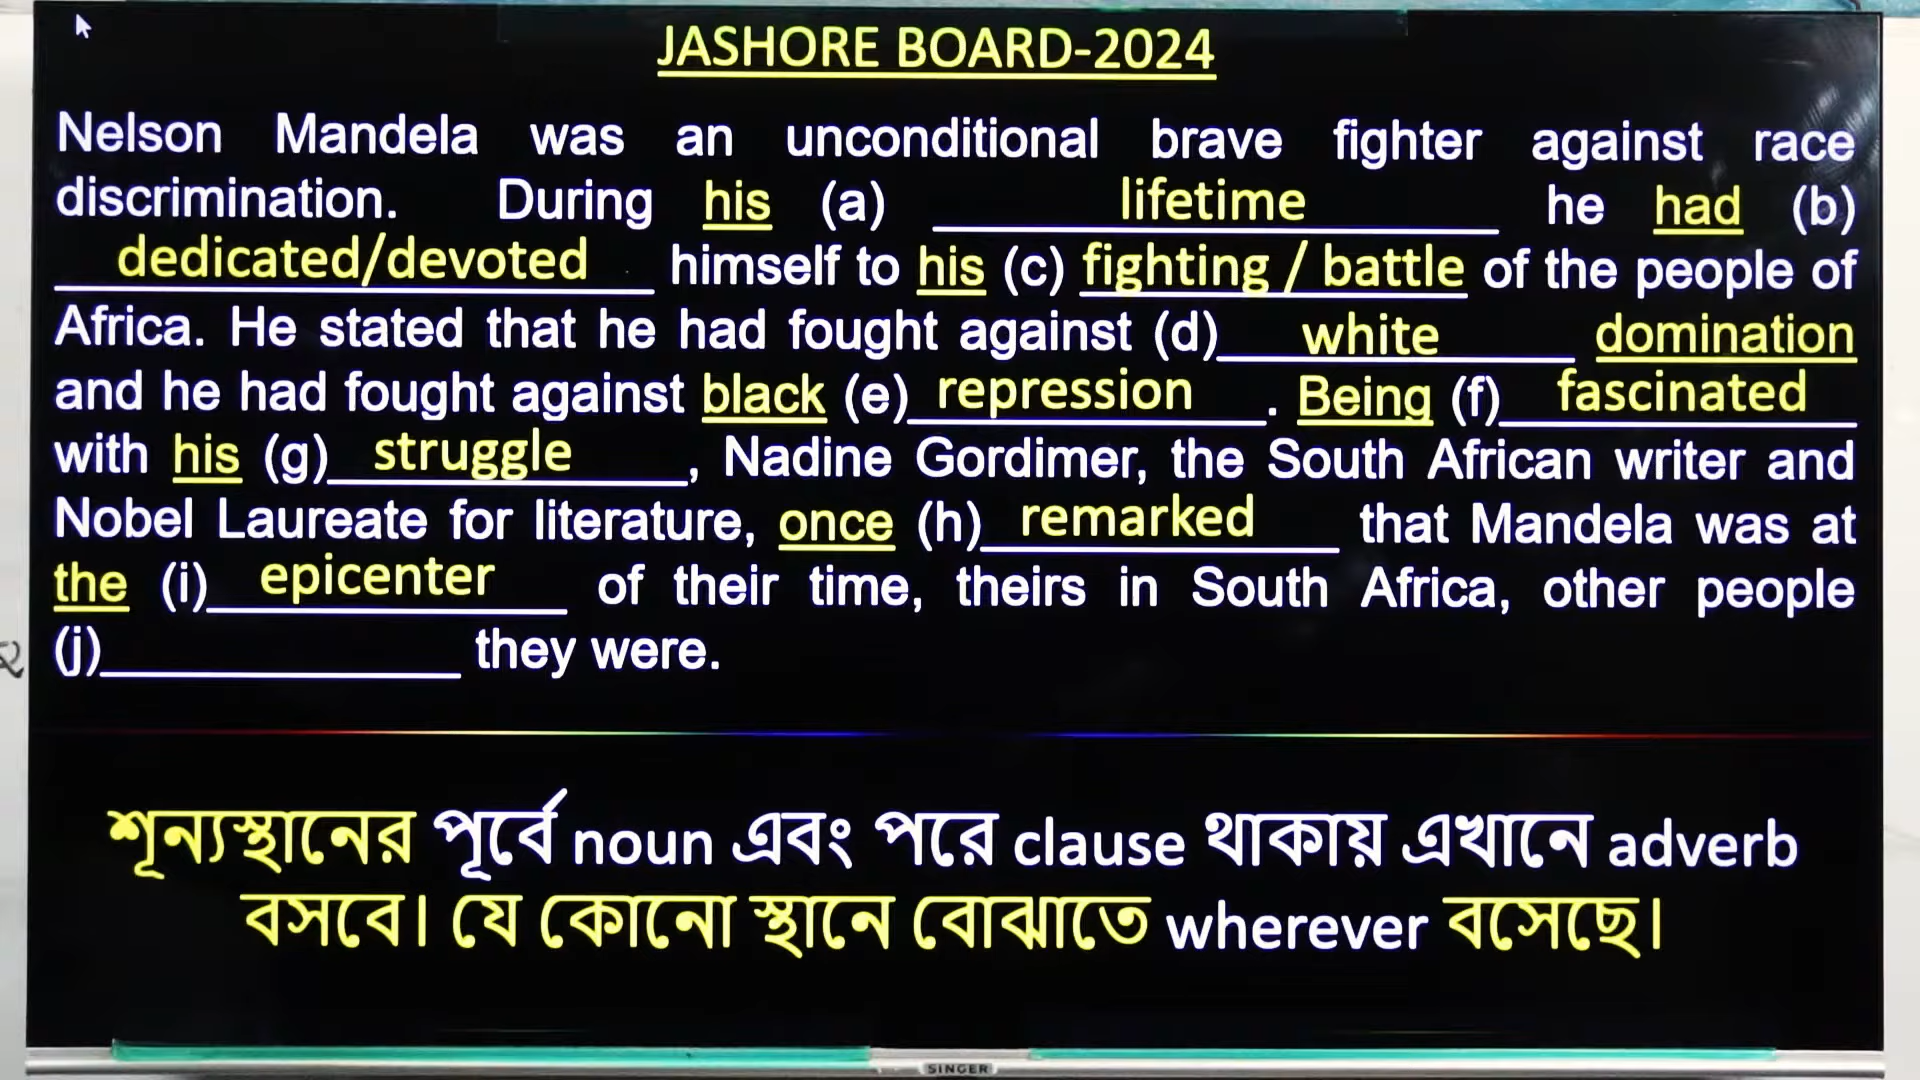 JASHORE BOARD-2024
Nelson Mandela was an unconditional brave fighter against race
discrimination. During his (a) lifetime he had (b)
dedicated/devoted himself to his (c) fighting / battle of the people of
Africa. He stated that he had fought against (d) white domination
and he had fought against black (e) repression . Being (f) fascinated
with his (g) struggle , Nadine Gordimer, the South African writer and
Nobel Laureate for literature, once (h) remarked that Mandela was at
the (i) epicenter of their time, theirs in South Africa, other people
(j)__________ they were.
শূন্যস্থানের পূর্বে noun এবং পরে clause থাকায় এখানে adverb
বসবে। যে কোনো স্থানে বোঝাতে wherever বসেছে।
SINGER